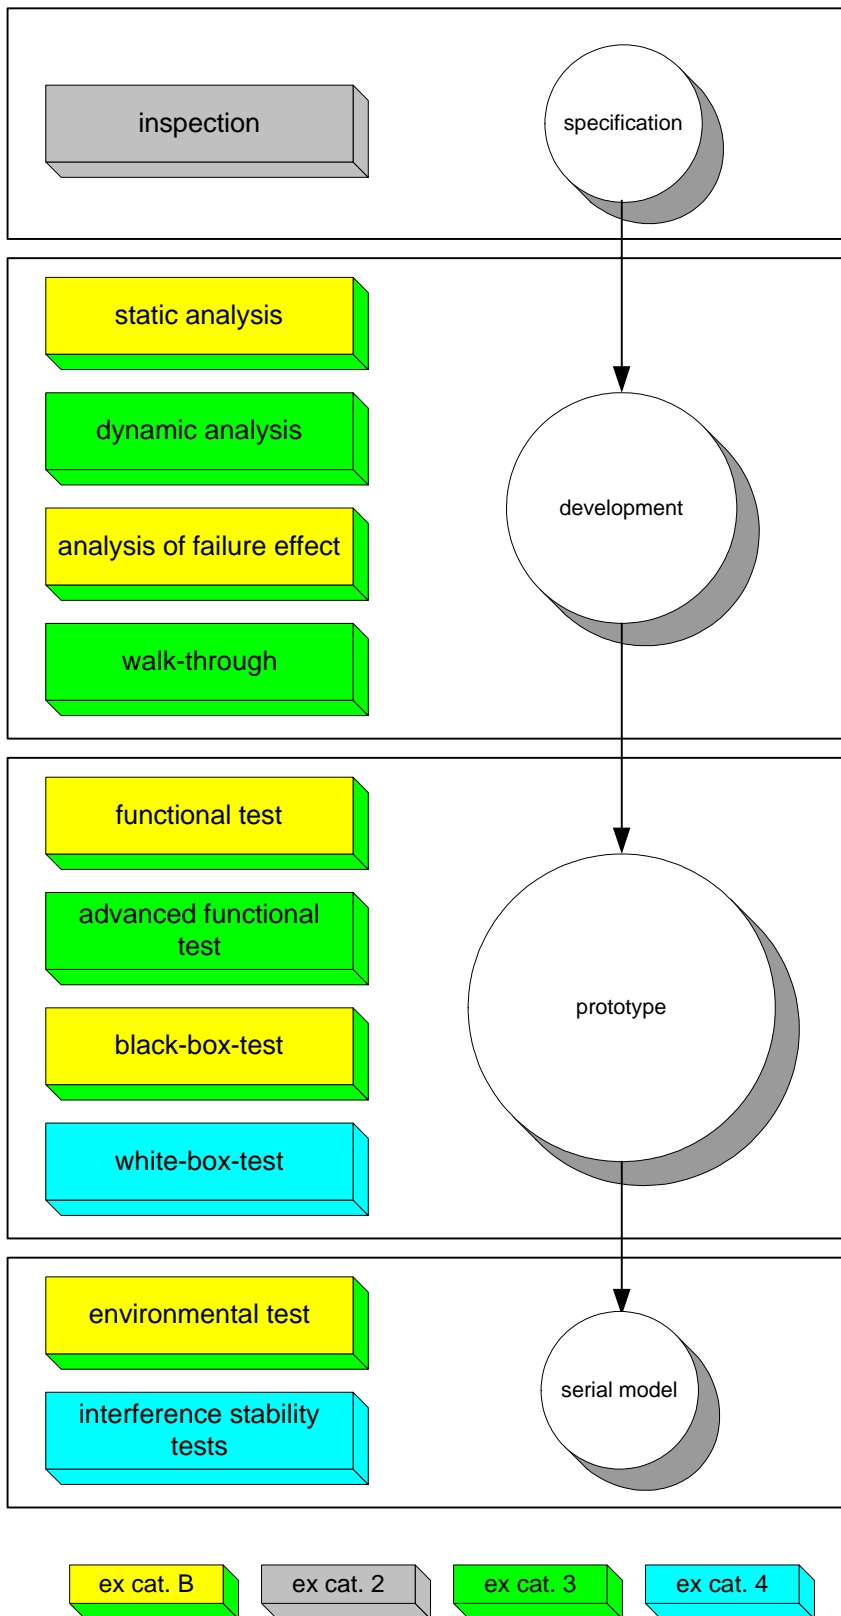 inspection
specification
static analysis
dynamic analysis
analysis of failure effect
walk-through
development
functional test
advanced functional
test
black-box-test
white-box-test
prototype
environmental test
interference stability
tests
serial model
ex cat. B
ex cat. 2
ex cat. 3
ex cat. 4